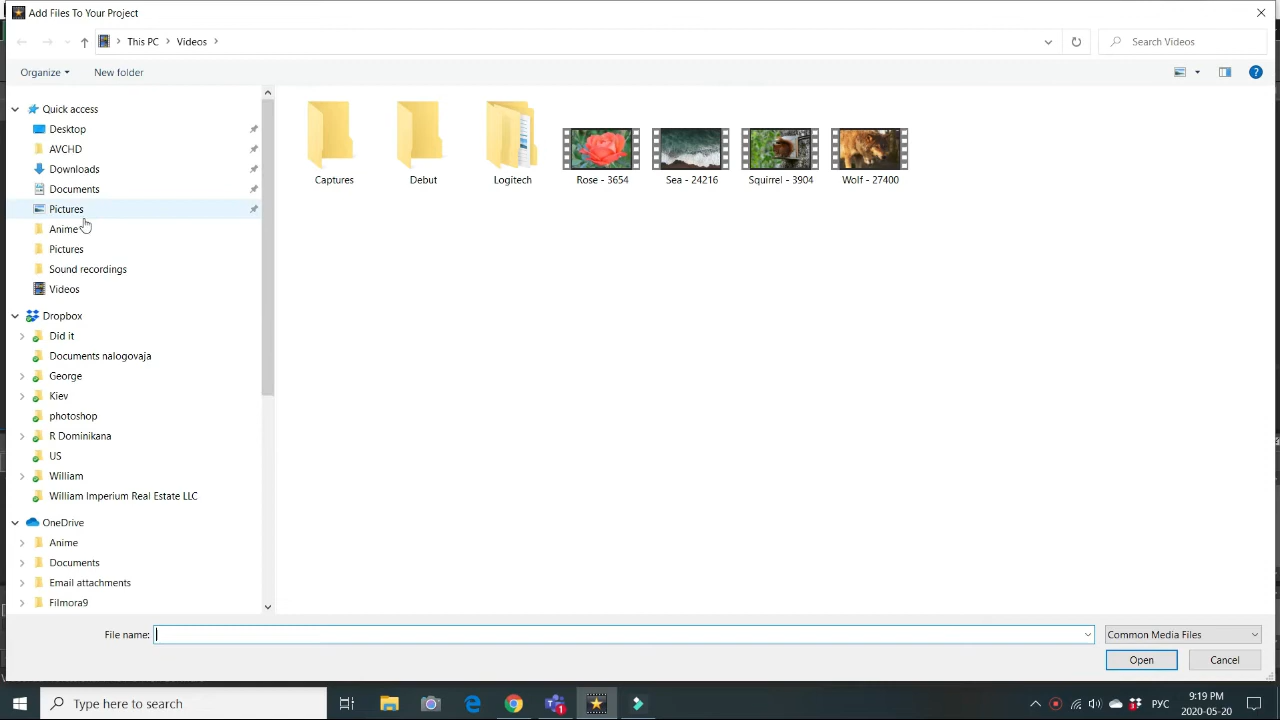 Add Files To Your Project
This PC
Videos
Search Videos
Organize
New folder
?
Quick access
Desktop
AVCHD
Downloads
Documents
Pictures
Anime
Pictures
Sound recordings
Videos
Dropbox
Did it
Documents nalogovaja
George
Kiev
photoshop
R Dominikana
US
William
William Imperium Real Estate LLC
OneDrive
Anime
Documents
Email attachments
Filmora9
Captures
Debut
Logitech
Rose - 3654
Sea - 24216
Squirrel - 3904
Wolf - 27400
File name:
Common Media Files
Open
Cancel
Type here to search
1
3
РУС
9:19 PM
2020-05-20